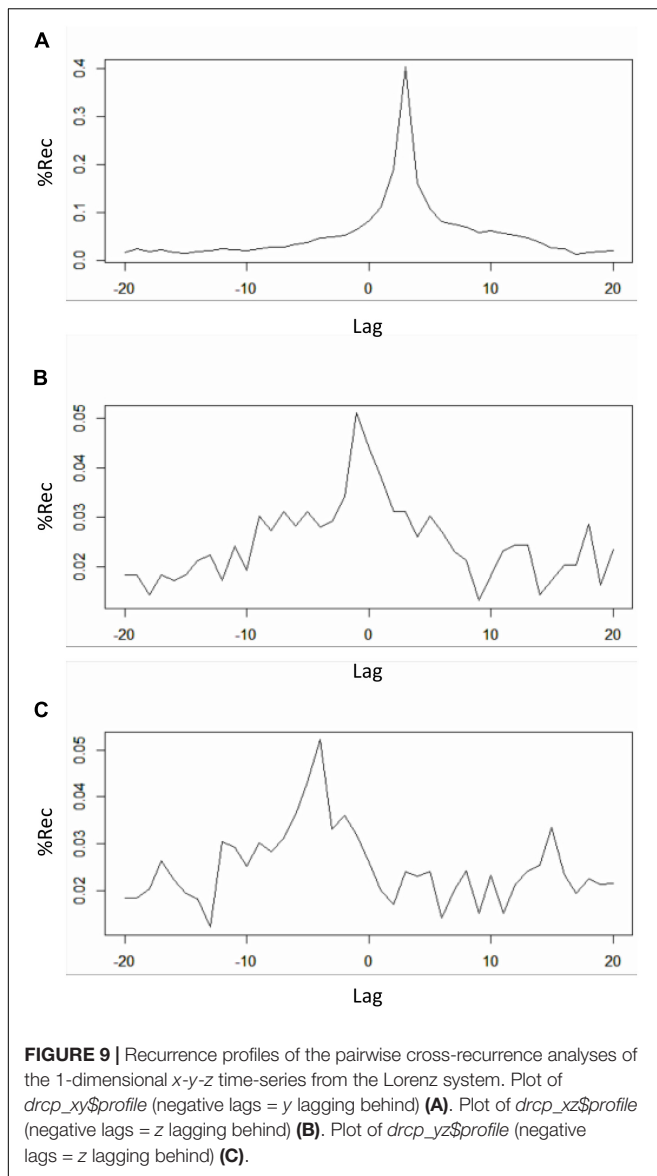 A
%Rec
0.4
0.3
0.2
0.1
0.0
-20 -10 0 10 20
Lag
B
%Rec
0.05
0.04
0.03
0.02
-20 -10 0 10 20
Lag
C
%Rec
0.05
0.04
0.03
0.02
-20 -10 0 10 20
Lag
FIGURE 9 | Recurrence profiles of the pairwise cross-recurrence analyses of
the 1-dimensional x-y-z time-series from the Lorenz system. Plot of
drcp_xy$profile (negative lags = y lagging behind) (A). Plot of drcp_xz$profile
(negative lags = z lagging behind) (B). Plot of drcp_yz$profile (negative
lags = z lagging behind) (C).